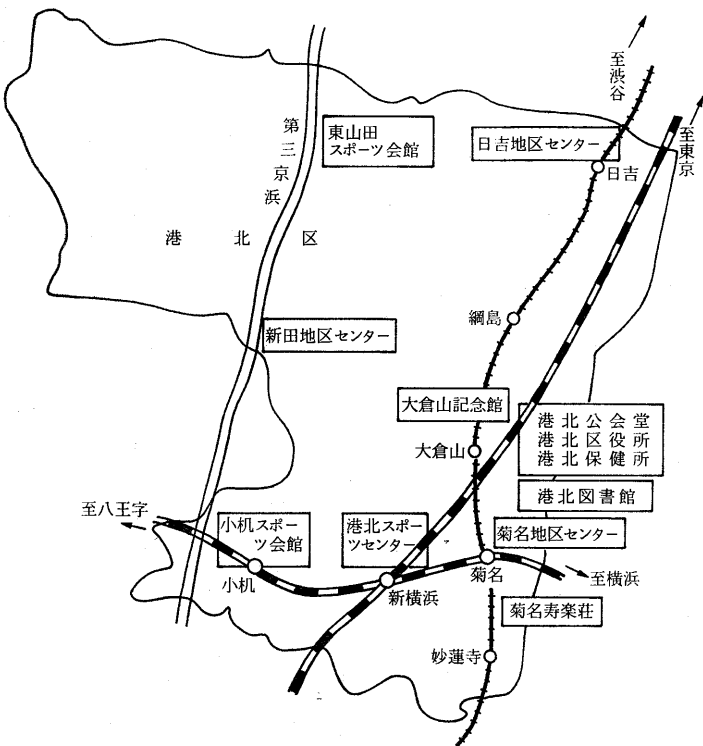 至渋谷
至東京
東山田
スポーツ会館
日吉地区センター
日吉
第三京浜
港北区
綱島
新田地区センター
大倉山記念館
大倉山
港北公会堂
港北区役所
港北保健所
港北図書館
至八王字
小机スポー
ツ会館
港北スポー
ツセンター
菊名地区センター
小机
新横浜
菊名
至横浜
菊名寿楽荘
妙蓮寺